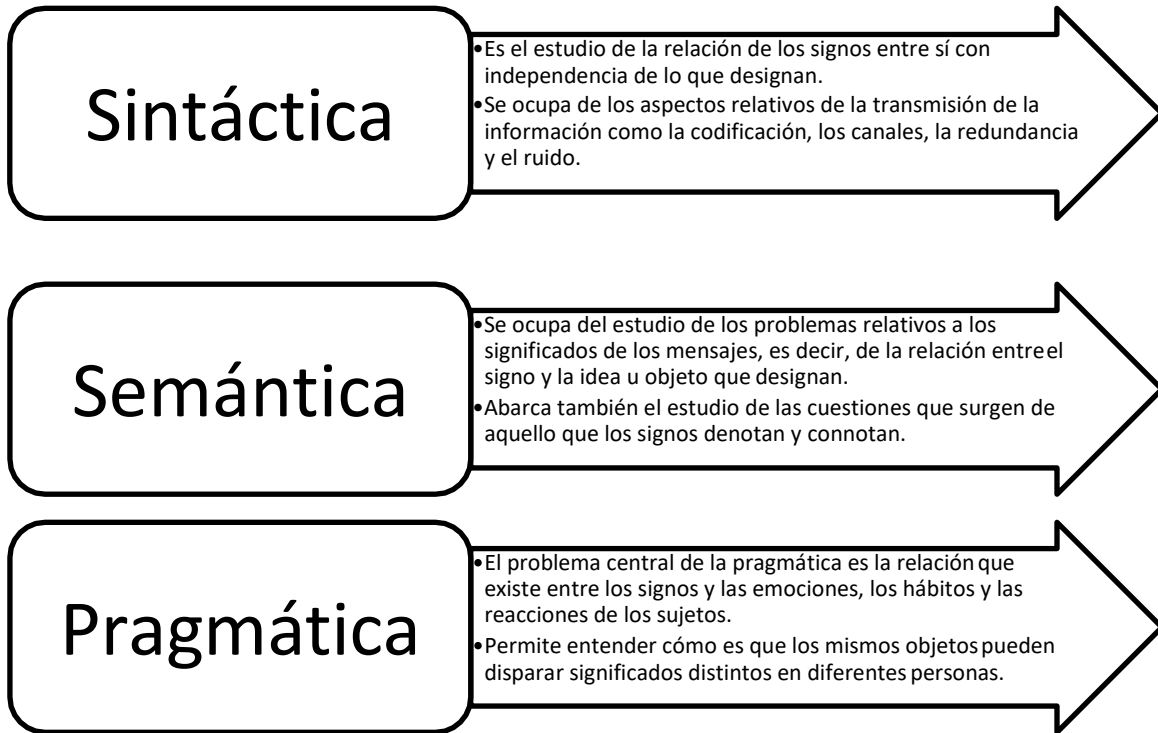 Sintáctica
•Es el estudio de la relación de los signos entre sí con
independencia de lo que designan.
•Se ocupa de los aspectos relativos de la transmisión de la
información como la codificación, los canales, la redundancia
y el ruido.
Semántica
•Se ocupa del estudio de los problemas relativos a los
significados de los mensajes, es decir, de la relación entre el
signo y la idea u objeto que designan.
•Abarca también el estudio de las cuestiones que surgen de
aquello que los signos denotan y connotan.
Pragmática
•El problema central de la pragmática es la relación que
existe entre los signos y las emociones, los hábitos y las
reacciones de los sujetos.
•Permite entender cómo es que los mismos objetos pueden
disparar significados distintos en diferentes personas.